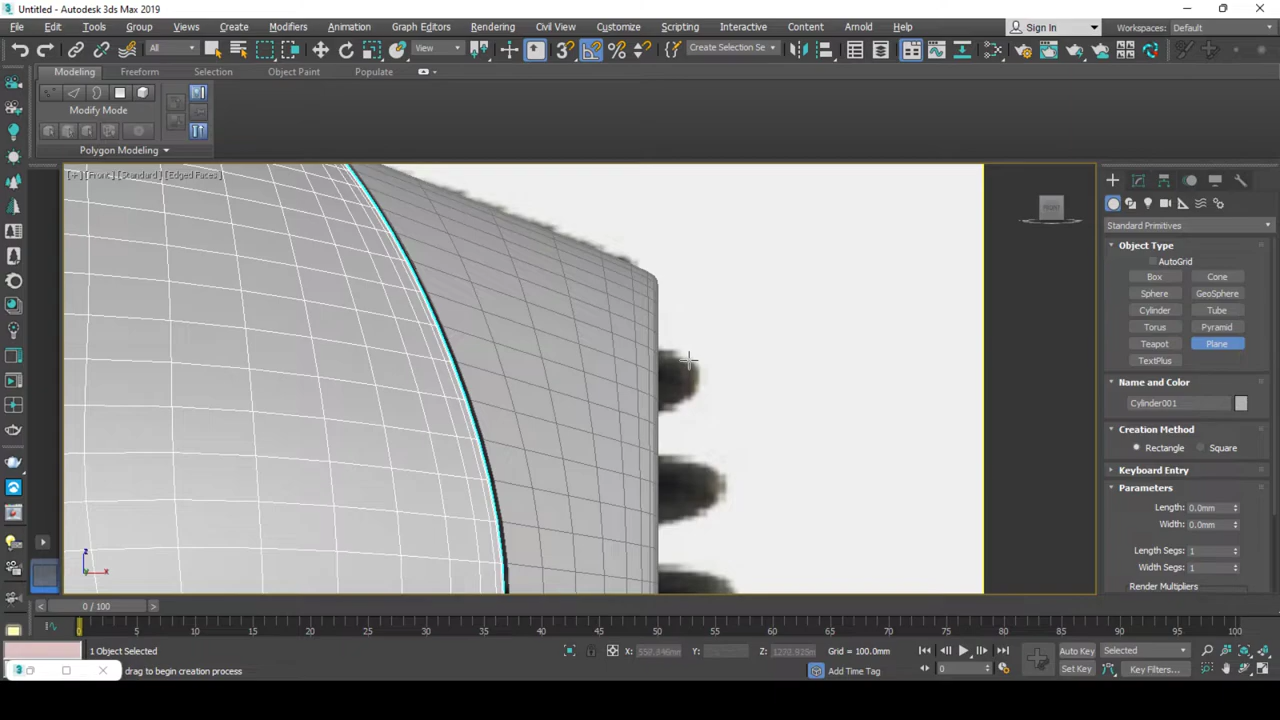 Untitled - Autodesk 3ds Max 2019
File Edit Tools Group Views Create Modifiers Animation Graph Editors Rendering Civil View Customize Scripting Interactive Content Arnold Help Sign In Workspaces: Default
All View Create Selection Se
Modeling Freeform Selection Object Paint Populate
Modify Mode
Polygon Modeling
[+] [Front] [Standard] [Edged Faces]
FRONT
Standard Primitives
Object Type
AutoGrid
Box Cone
Sphere GeoSphere
Cylinder Tube
Torus Pyramid
Teapot Plane
TextPlus
Name and Color
Cylinder001
Creation Method
Rectangle Square
Keyboard Entry
Parameters
Length: 0.0mm
Width: 0.0mm
Length Segs: 1
Width Segs: 1
Render Multipliers
z
x
0 / 100
0 5 10 15 20 25 30 35 40 45 50 55 60 65 70 75 80 85 90 95 100
1 Object Selected X: Y: Z: Grid = 100.0mm Auto Key Selected
drag to begin creation process Add Time Tag 0 Set Key Key Filters...